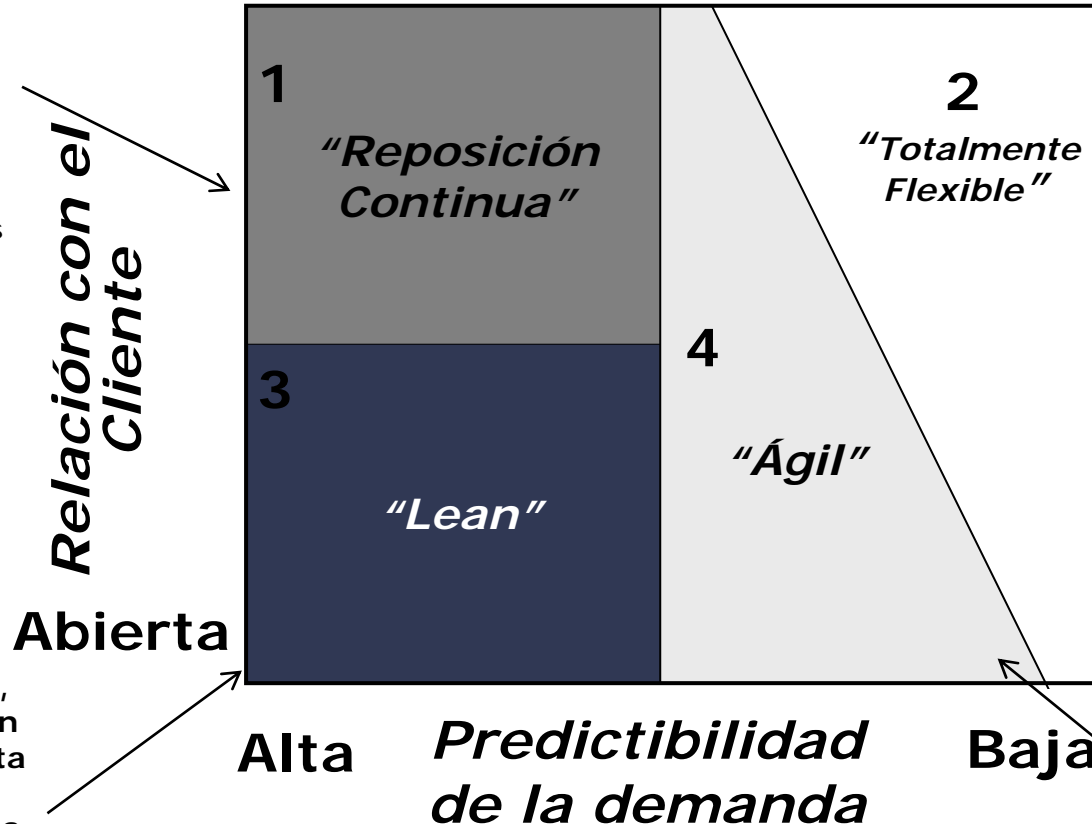 1
“Reposición
Continua”
2
“Totalmente
Flexible”
Relación con el
Cliente
3
“Lean”
4
“Ágil”
Abierta
Alta
Predictibilidad
de la demanda
Baja